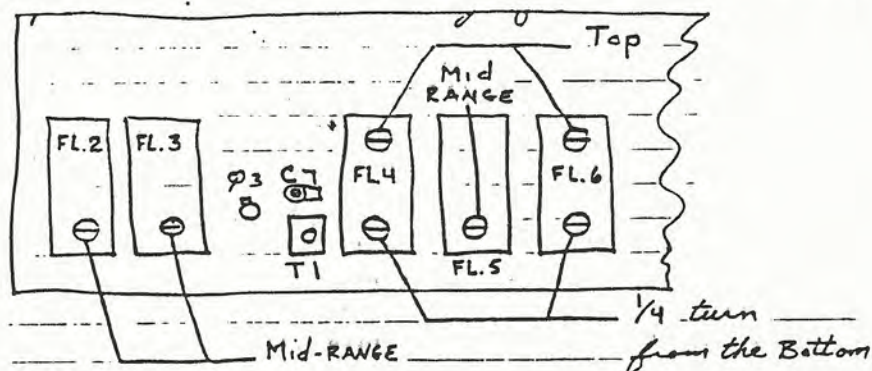 Top
Mid
RANGE
FL.2
FL.3
φ3
C7
FL4
FL.6
T1
FL.5
1/4 turn
Mid-RANGE
from the Bottom